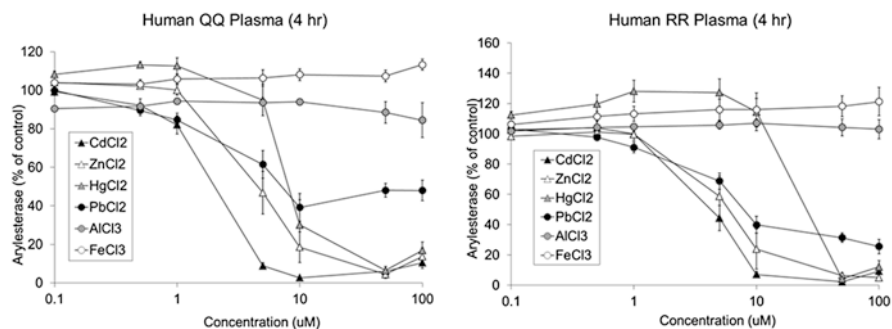 Human QQ Plasma (4 hr)
Arylesterase (% of control)
120
100
80
60
40
20
0
CdCl2
ZnCl2
HgCl2
PbCl2
AlCl3
FeCl3
0.1
1
10
100
Concentration (uM)
Human RR Plasma (4 hr)
Arylesterase (% of control)
160
140
120
100
80
60
40
20
0
CdCl2
ZnCl2
HgCl2
PbCl2
AlCl3
FeCl3
0.1
1
10
100
Concentration (uM)